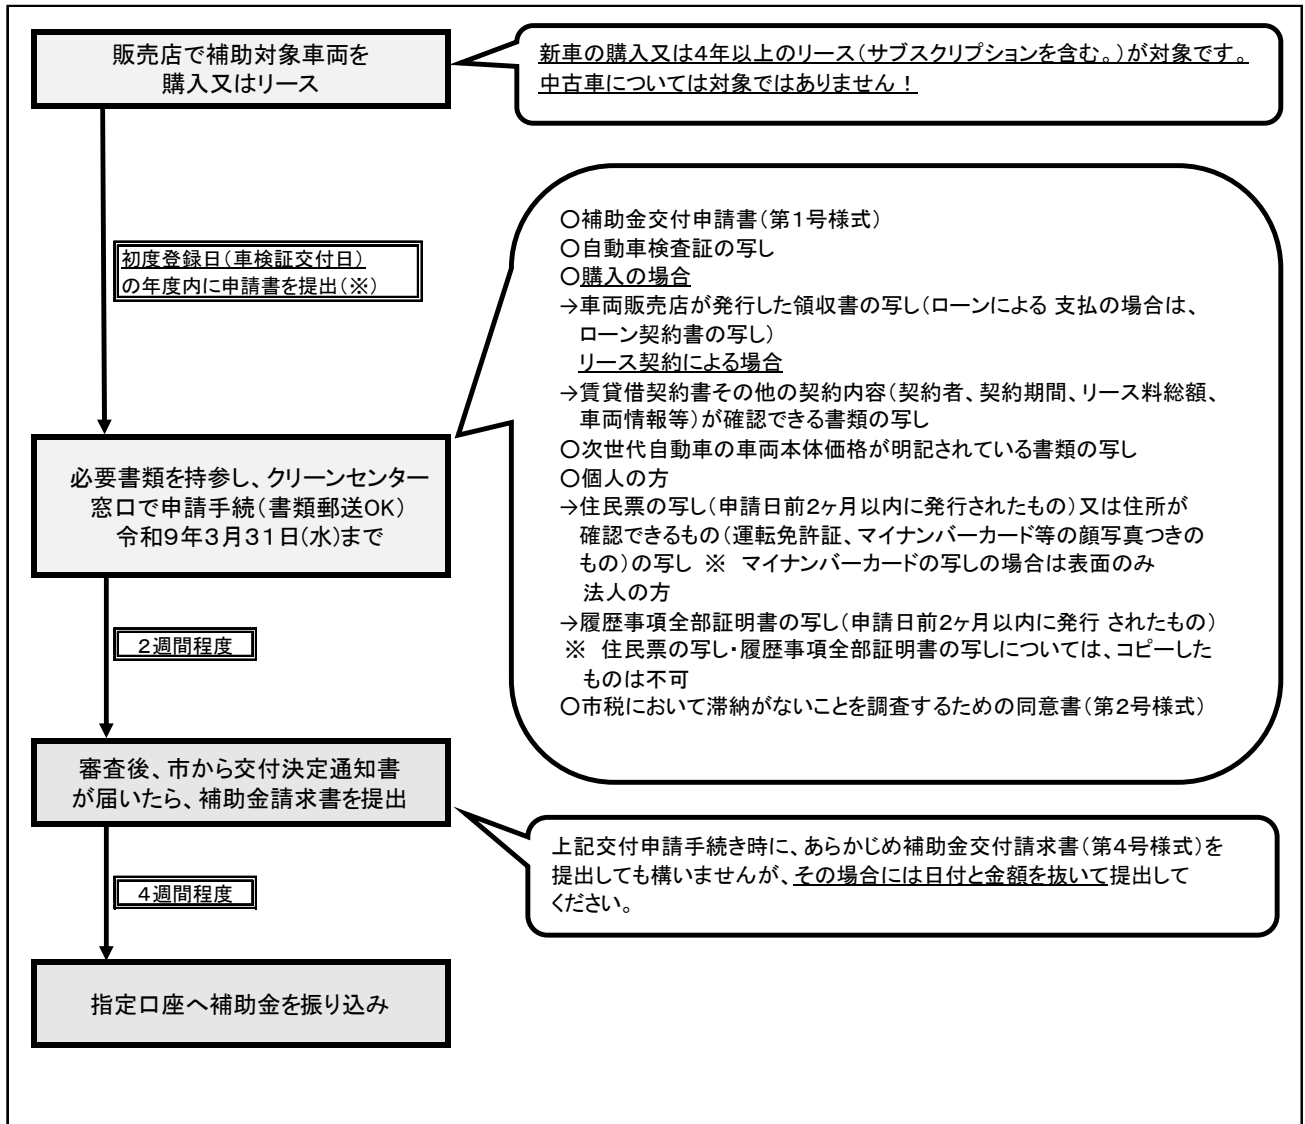 販売店で補助対象車両を
購入又はリース
新車の購入又は4年以上のリース(サブスクリプションを含む。)が対象です。
中古車については対象ではありません！
初度登録日(車検証交付日)
の年度内に申請書を提出(※)
○補助金交付申請書(第1号様式)
○自動車検査証の写し
○購入の場合
→車両販売店が発行した領収書の写し(ローンによる 支払の場合は、
ローン契約書の写し)
リース契約による場合
→賃貸借契約書その他の契約内容(契約者、契約期間、リース料総額、
車両情報等)が確認できる書類の写し
○次世代自動車の車両本体価格が明記されている書類の写し
○個人の方
→住民票の写し(申請日前2ヶ月以内に発行されたもの)又は住所が
確認できるもの(運転免許証、マイナンバーカード等の顔写真つきの
もの)の写し ※ マイナンバーカードの写しの場合は表面のみ
法人の方
→履歴事項全部証明書の写し(申請日前2ヶ月以内に発行 されたもの)
※ 住民票の写し・履歴事項全部証明書の写しについては、コピーした
ものは不可
○市税において滞納がないことを調査するための同意書(第2号様式)
必要書類を持参し、クリーンセンター
窓口で申請手続(書類郵送OK)
令和9年3月31日(水)まで
2週間程度
審査後、市から交付決定通知書
が届いたら、補助金請求書を提出
上記交付申請手続き時に、あらかじめ補助金交付請求書(第4号様式)を
提出しても構いませんが、その場合には日付と金額を抜いて提出して
ください。
4週間程度
指定口座へ補助金を振り込み